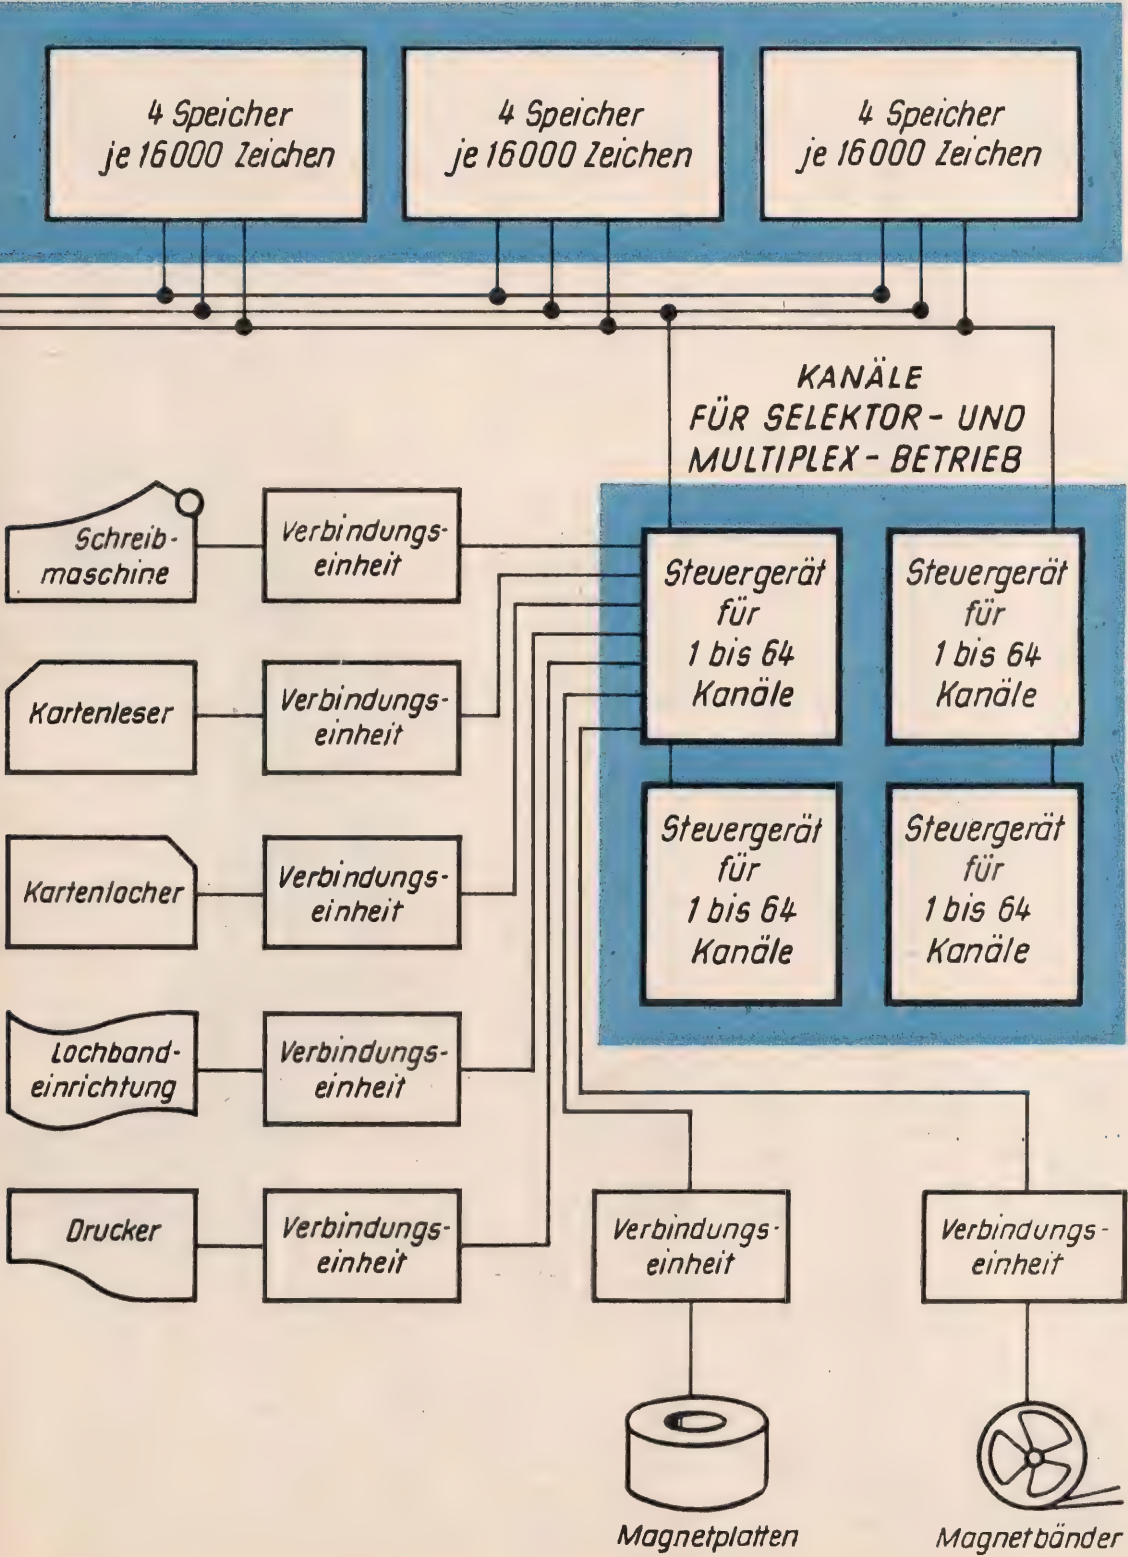 4 Speicher
je 16000 Zeichen
4 Speicher
je 16000 Zeichen
4 Speicher
je 16000 Zeichen
KANÄLE
FÜR SELEKTOR- UND
MULTIPLEX-BETRIEB
Schreib-
maschine
Verbindungs-
einheit
Steuergerät
für
1 bis 64
Kanäle
Steuergerät
für
1 bis 64
Kanäle
Kartenleser
Verbindungs-
einheit
Kartenlocher
Verbindungs-
einheit
Steuergerät
für
1 bis 64
Kanäle
Steuergerät
für
1 bis 64
Kanäle
Lochband-
einrichtung
Verbindungs-
einheit
Drucker
Verbindungs-
einheit
Verbindungs-
einheit
Verbindungs-
einheit
Magnetplatten
Magnetbänder